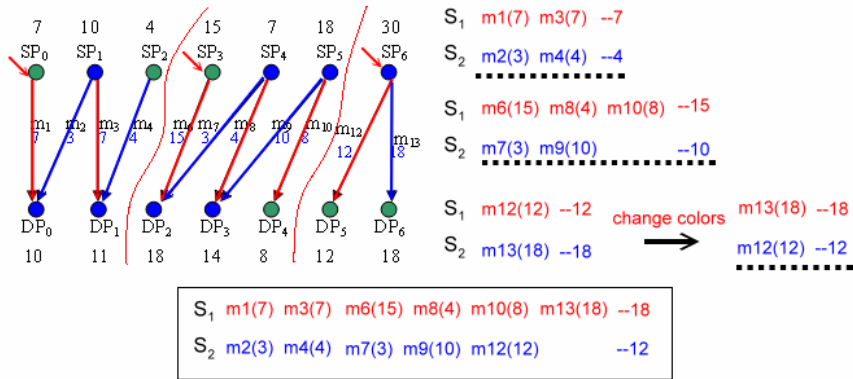 7 10 4 15 7 18 30
SP0 SP1 SP2 SP3 SP4 SP5 SP6
m1 m2 m3 m4 m6 m7 m8 m9 m10 m12 m13
7 3 7 4 15 3 4 10 8 12 18
DP0 DP1 DP2 DP3 DP4 DP5 DP6
10 11 18 14 8 12 18
S1 m1(7) m3(7) --7
S2 m2(3) m4(4) --4
S1 m6(15) m8(4) m10(8) --15
S2 m7(3) m9(10) --10
S1 m12(12) --12
S2 m13(18) --18
change colors
m13(18) --18
m12(12) --12
S1 m1(7) m3(7) m6(15) m8(4) m10(8) m13(18) --18
S2 m2(3) m4(4) m7(3) m9(10) m12(12) --12